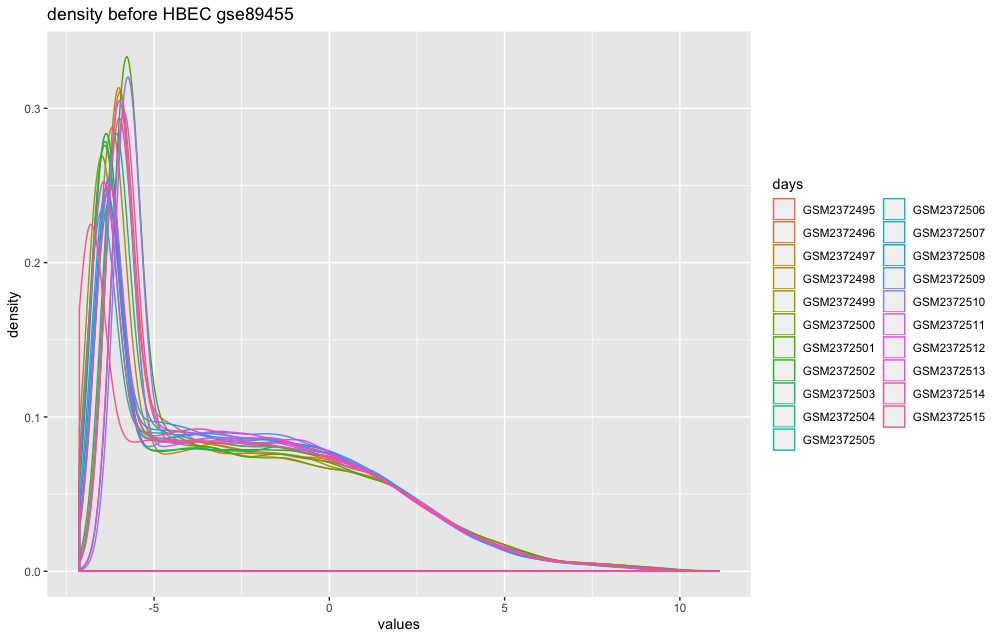 density before HBEC gse89455
density
0.3
0.2
0.1
0.0
-5
0
5
10
values
days
GSM2372495
GSM2372496
GSM2372497
GSM2372498
GSM2372499
GSM2372500
GSM2372501
GSM2372502
GSM2372503
GSM2372504
GSM2372505
GSM2372506
GSM2372507
GSM2372508
GSM2372509
GSM2372510
GSM2372511
GSM2372512
GSM2372513
GSM2372514
GSM2372515